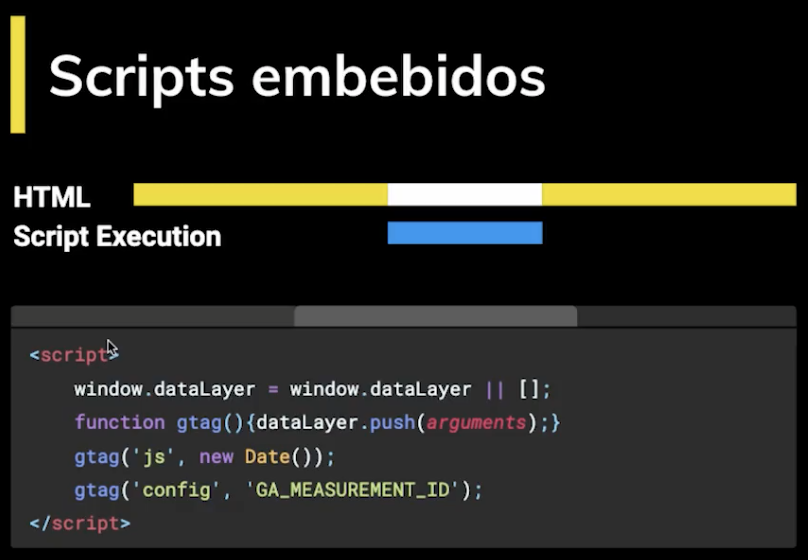 Scripts embebidos
HTML
Script Execution
<script>
window.dataLayer = window.dataLayer || [];
function gtag(){dataLayer.push(arguments);}
gtag('js', new Date());
gtag('config', 'GA_MEASUREMENT_ID');
</script>